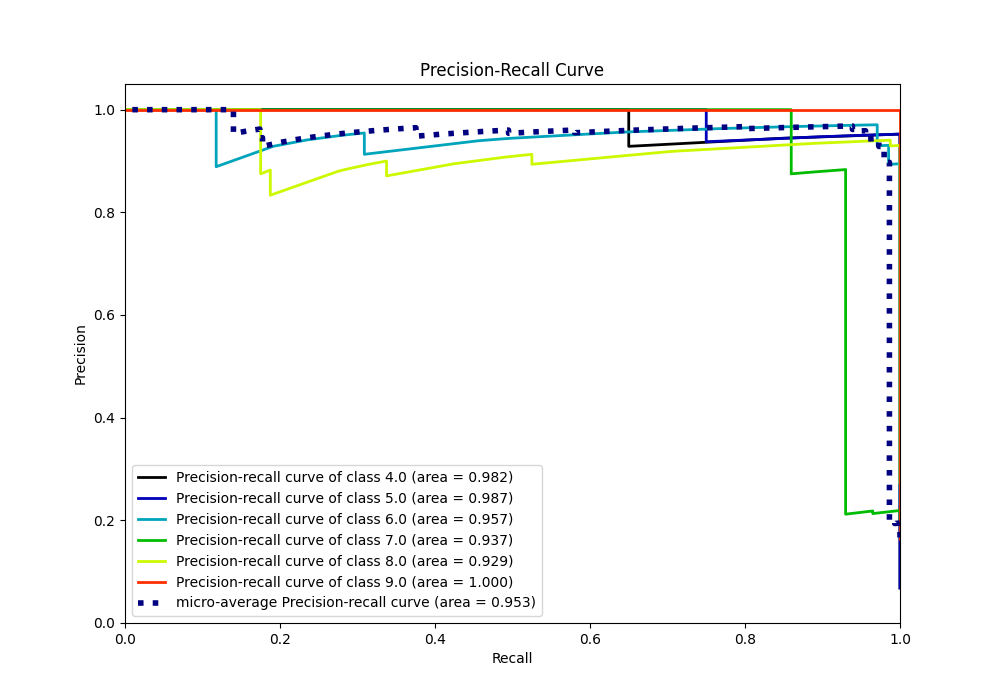 Precision-Recall Curve
1.0
0.8
0.6
0.4
0.2
0.0
Precision
Precision-recall curve of class 4.0 (area = 0.982)
Precision-recall curve of class 5.0 (area = 0.987)
Precision-recall curve of class 6.0 (area = 0.957)
Precision-recall curve of class 7.0 (area = 0.937)
Precision-recall curve of class 8.0 (area = 0.929)
Precision-recall curve of class 9.0 (area = 1.000)
micro-average Precision-recall curve (area = 0.953)
0.0 0.2 0.4 0.6 0.8 1.0
Recall